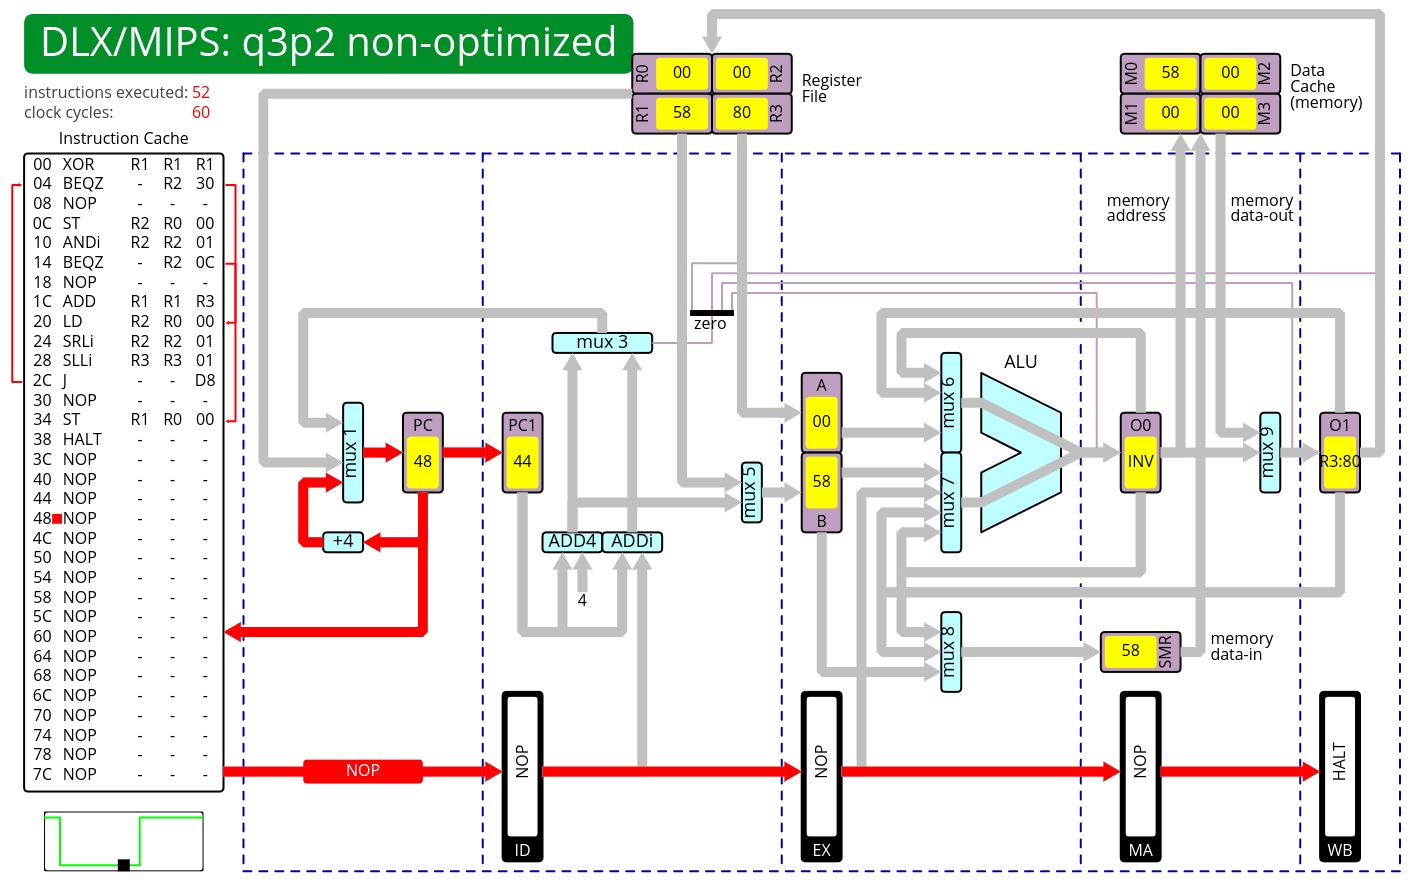 DLX/MIPS: q3p2 non-optimized
instructions executed: 52
clock cycles: 60
Instruction Cache
00 XOR R1 R1 R1
04 BEQZ - R2 30
08 NOP - - -
0C ST R2 R0 00
10 ANDi R2 R2 01
14 BEQZ - R2 0C
18 NOP - - -
1C ADD R1 R1 R3
20 LD R2 R0 00
24 SRLi R2 R2 01
28 SLLi R3 R3 01
2C J - - D8
30 NOP - - -
34 ST R1 R0 00
38 HALT - - -
3C NOP - - -
40 NOP - - -
44 NOP - - -
48 NOP - - -
4C NOP - - -
50 NOP - - -
54 NOP - - -
58 NOP - - -
5C NOP - - -
60 NOP - - -
64 NOP - - -
68 NOP - - -
6C NOP - - -
70 NOP - - -
74 NOP - - -
78 NOP - - -
7C NOP - - -
R0 00 00 R2
R1 58 80 R3
Register
File
M0 58 00 M2
M1 00 00 M3
Data
Cache
(memory)
memory
address
memory
data-out
zero
mux 3
mux 1
PC
48
PC1
44
+4
ADD4 ADDi
4
mux 5
A
00
58
B
mux 6
mux 7
ALU
mux 8
O0
INV
mux 9
O1
R3:80
58 SMR
memory
data-in
NOP
NOP
ID
NOP
EX
NOP
MA
HALT
WB